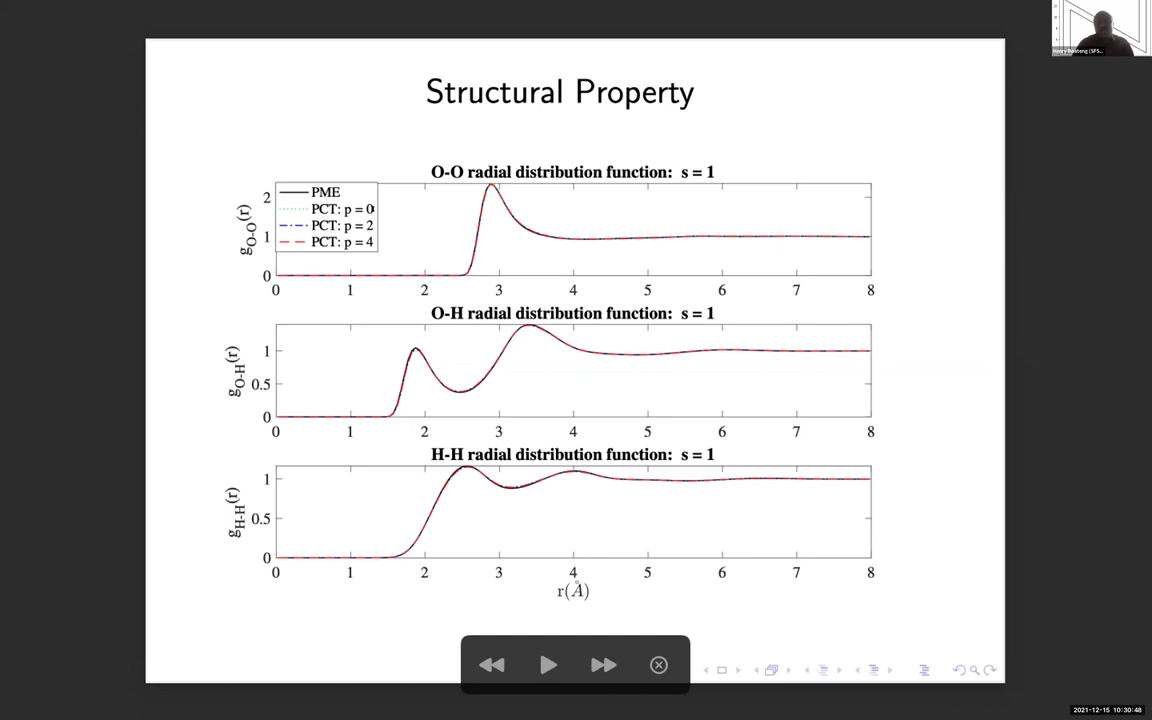 Structural Property
O-O radial distribution function: s = 1
PME
PCT: p = 0
PCT: p = 2
PCT: p = 4
g_O-O(r)
2
1
0
0 1 2 3 4 5 6 7 8
O-H radial distribution function: s = 1
g_O-H(r)
1
0.5
0
0 1 2 3 4 5 6 7 8
H-H radial distribution function: s = 1
g_H-H(r)
1
0.5
0
0 1 2 3 4 5 6 7 8
r(Å)
2021-12-15 10:30:48